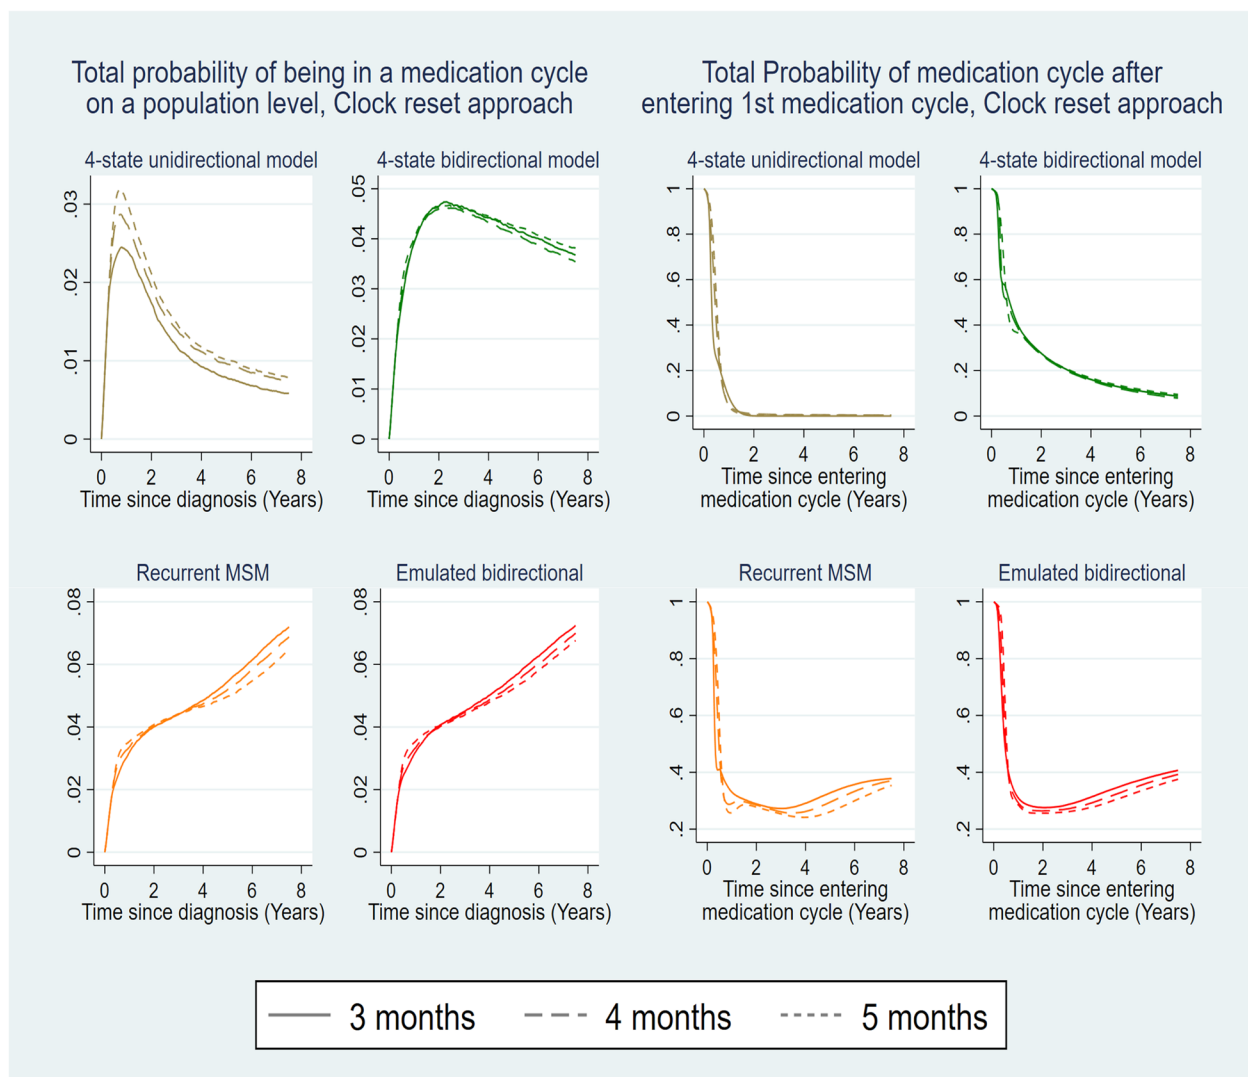 Total probability of being in a medication cycle
on a population level, Clock reset approach
Total Probability of medication cycle after
entering 1st medication cycle, Clock reset approach
4-state unidirectional model
.03
.02
.01
0
0 2 4 6 8
Time since diagnosis (Years)
4-state bidirectional model
.05
.04
.03
.02
.01
0
0 2 4 6 8
Time since diagnosis (Years)
4-state unidirectional model
1
.8
.6
.4
.2
0
0 2 4 6 8
Time since entering
medication cycle (Years)
4-state bidirectional model
1
.8
.6
.4
.2
0
0 2 4 6 8
Time since entering
medication cycle (Years)
Recurrent MSM
.08
.06
.04
.02
0
0 2 4 6 8
Time since diagnosis (Years)
Emulated bidirectional
.08
.06
.04
.02
0
0 2 4 6 8
Time since diagnosis (Years)
Recurrent MSM
1
.8
.6
.4
.2
0 2 4 6 8
Time since entering
medication cycle (Years)
Emulated bidirectional
1
.8
.6
.4
.2
0 2 4 6 8
Time since entering
medication cycle (Years)
3 months 4 months 5 months